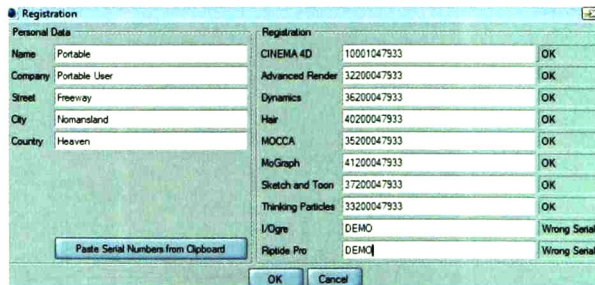 Registration
Personal Data
Name Portable
Company Portable User
Street Freeway
City Nomansland
Country Heaven
Paste Serial Numbers from Clipboard
Registration
CINEMA 4D 10001047933 OK
Advanced Render 32200047933 OK
Dynamics 36200047933 OK
Hair 40200047933 OK
MOCCA 35200047933 OK
MoGraph 41200047933 OK
Sketch and Toon 37200047933 OK
Thinking Particles 33200047933 OK
I/Ogre DEMO Wrong Serial
Riptide Pro DEMO Wrong Serial
OK Cancel